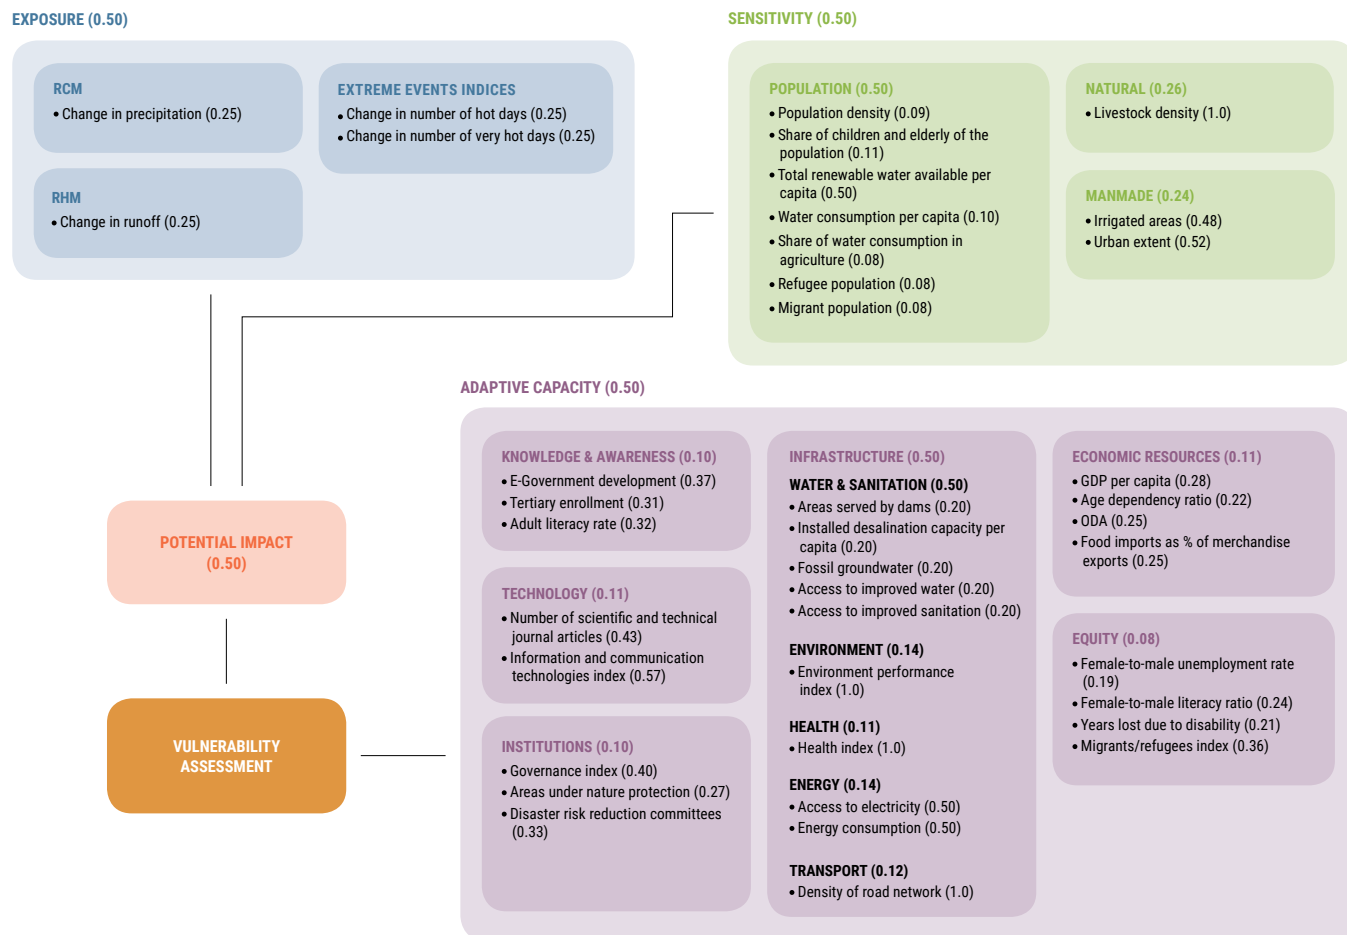 EXPOSURE (0.50)
RCM
• Change in precipitation (0.25)
EXTREME EVENTS INDICES
• Change in number of hot days (0.25)
• Change in number of very hot days (0.25)
RHM
• Change in runoff (0.25)
SENSITIVITY (0.50)
POPULATION (0.50)
• Population density (0.09)
• Share of children and elderly of the
population (0.11)
• Total renewable water available per
capita (0.50)
• Water consumption per capita (0.10)
• Share of water consumption in
agriculture (0.08)
• Refugee population (0.08)
• Migrant population (0.08)
NATURAL (0.26)
• Livestock density (1.0)
MANMADE (0.24)
• Irrigated areas (0.48)
• Urban extent (0.52)
ADAPTIVE CAPACITY (0.50)
KNOWLEDGE & AWARENESS (0.10)
• E-Government development (0.37)
• Tertiary enrollment (0.31)
• Adult literacy rate (0.32)
TECHNOLOGY (0.11)
• Number of scientific and technical
journal articles (0.43)
• Information and communication
technologies index (0.57)
INSTITUTIONS (0.10)
• Governance index (0.40)
• Areas under nature protection (0.27)
• Disaster risk reduction committees
(0.33)
INFRASTRUCTURE (0.50)
WATER & SANITATION (0.50)
• Areas served by dams (0.20)
• Installed desalination capacity per
capita (0.20)
• Fossil groundwater (0.20)
• Access to improved water (0.20)
• Access to improved sanitation (0.20)
ENVIRONMENT (0.14)
• Environment performance
index (1.0)
HEALTH (0.11)
• Health index (1.0)
ENERGY (0.14)
• Access to electricity (0.50)
• Energy consumption (0.50)
TRANSPORT (0.12)
• Density of road network (1.0)
ECONOMIC RESOURCES (0.11)
• GDP per capita (0.28)
• Age dependency ratio (0.22)
• ODA (0.25)
• Food imports as % of merchandise
exports (0.25)
EQUITY (0.08)
• Female-to-male unemployment rate
(0.19)
• Female-to-male literacy ratio (0.24)
• Years lost due to disability (0.21)
• Migrants/refugees index (0.36)
POTENTIAL IMPACT
(0.50)
VULNERABILITY
ASSESSMENT